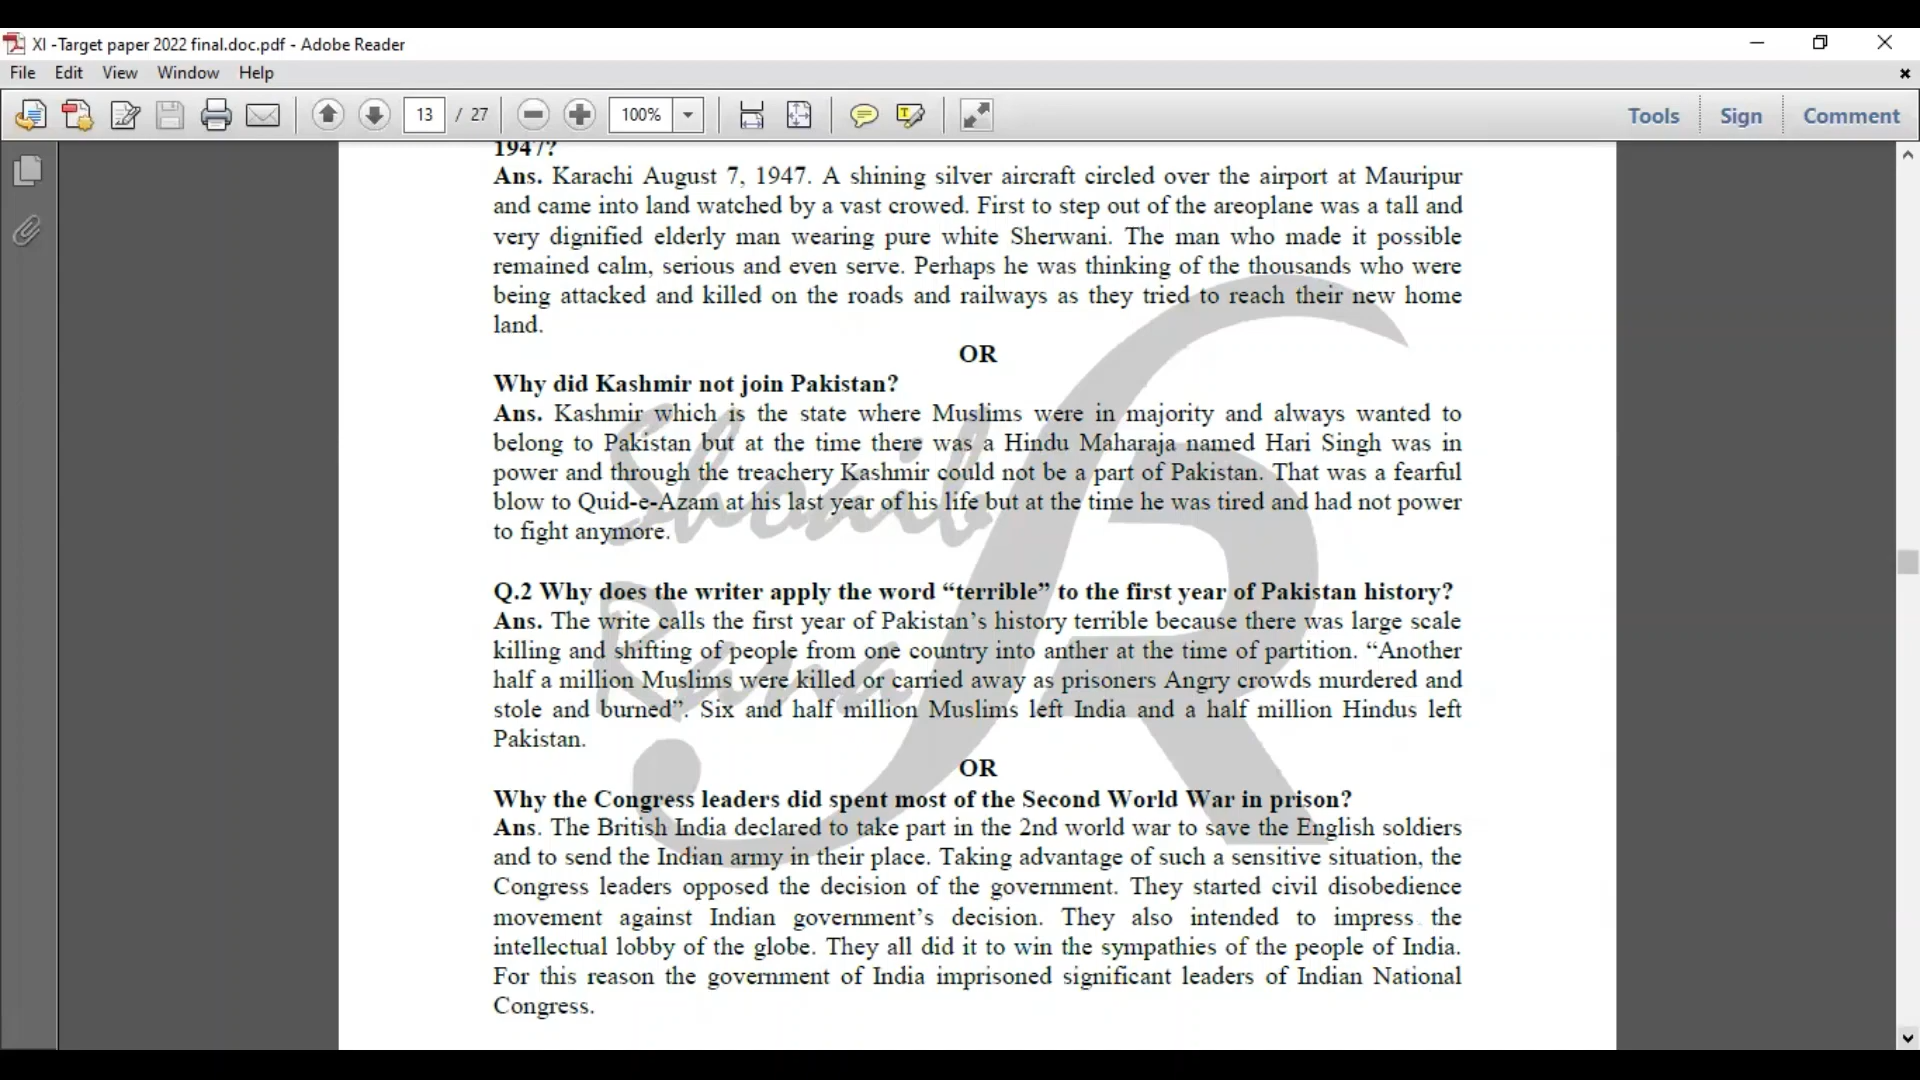 XI -Target paper 2022 final.doc.pdf - Adobe Reader
File Edit View Window Help
13 / 27 100% Tools Sign Comment
1947?
Ans. Karachi August 7, 1947. A shining silver aircraft circled over the airport at Mauripur
and came into land watched by a vast crowed. First to step out of the areoplane was a tall and
very dignified elderly man wearing pure white Sherwani. The man who made it possible
remained calm, serious and even serve. Perhaps he was thinking of the thousands who were
being attacked and killed on the roads and railways as they tried to reach their new home
land.
OR
Why did Kashmir not join Pakistan?
Ans. Kashmir which is the state where Muslims were in majority and always wanted to
belong to Pakistan but at the time there was a Hindu Maharaja named Hari Singh was in
power and through the treachery Kashmir could not be a part of Pakistan. That was a fearful
blow to Quid-e-Azam at his last year of his life but at the time he was tired and had not power
to fight anymore.
Q.2 Why does the writer apply the word “terrible” to the first year of Pakistan history?
Ans. The write calls the first year of Pakistan’s history terrible because there was large scale
killing and shifting of people from one country into anther at the time of partition. “Another
half a million Muslims were killed or carried away as prisoners Angry crowds murdered and
stole and burned”. Six and half million Muslims left India and a half million Hindus left
Pakistan.
OR
Why the Congress leaders did spent most of the Second World War in prison?
Ans. The British India declared to take part in the 2nd world war to save the English soldiers
and to send the Indian army in their place. Taking advantage of such a sensitive situation, the
Congress leaders opposed the decision of the government. They started civil disobedience
movement against Indian government’s decision. They also intended to impress the
intellectual lobby of the globe. They all did it to win the sympathies of the people of India.
For this reason the government of India imprisoned significant leaders of Indian National
Congress.
Shoaib
Rana
SR